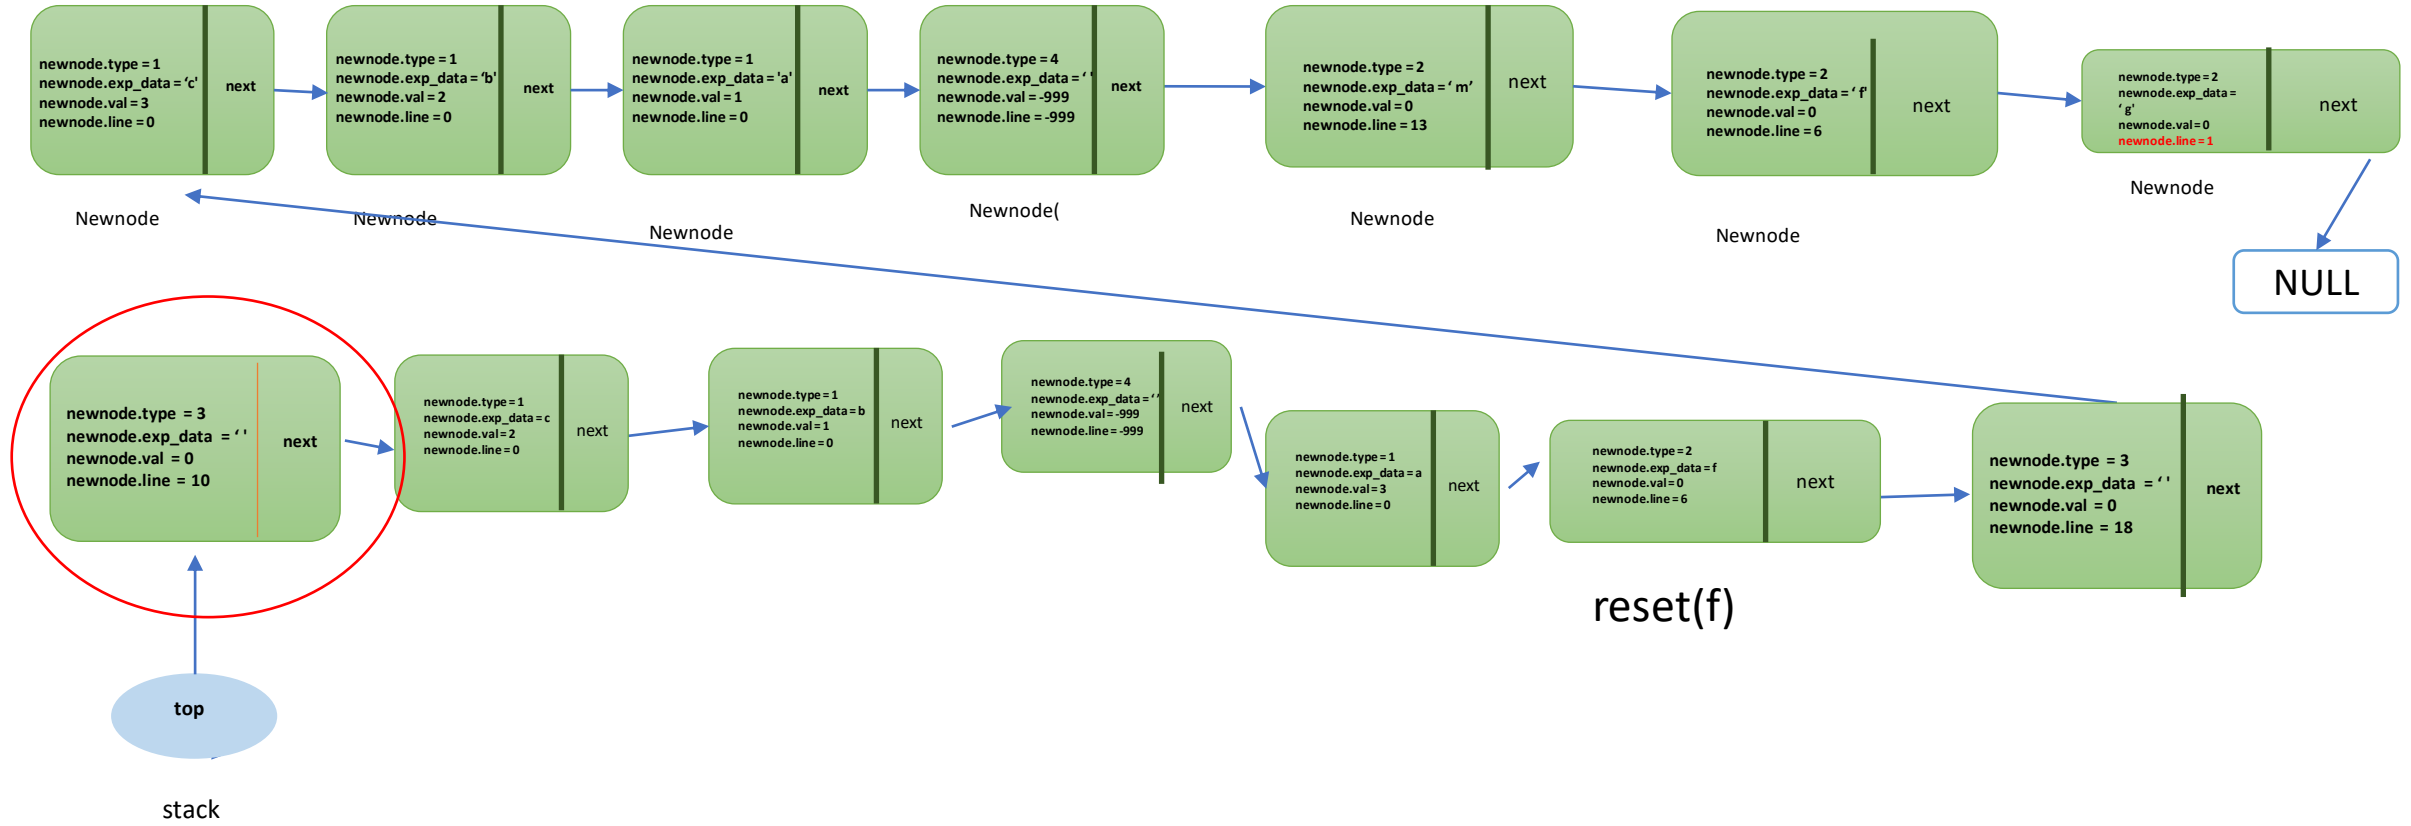 newnode.type = 1
newnode.exp_data = ‘c'
newnode.val = 3
newnode.line = 0
next
newnode.type = 1
newnode.exp_data = ‘b'
newnode.val = 2
newnode.line = 0
next
newnode.type = 1
newnode.exp_data = 'a'
newnode.val = 1
newnode.line = 0
next
newnode.type = 4
newnode.exp_data = ‘ '
newnode.val = -999
newnode.line = -999
next
newnode.type = 2
newnode.exp_data = ‘ m’
newnode.val = 0
newnode.line = 13
next
newnode.type = 2
newnode.exp_data = ‘ f'
newnode.val = 0
newnode.line = 6
next
newnode.type = 2
newnode.exp_data =
‘ g'
newnode.val = 0
newnode.line = 1
next
Newnode
Newnode
Newnode
Newnode(
Newnode
Newnode
Newnode
NULL
newnode.type = 3
newnode.exp_data = ‘ '
newnode.val = 0
newnode.line = 10
next
newnode.type = 1
newnode.exp_data = c
newnode.val = 2
newnode.line = 0
next
newnode.type = 1
newnode.exp_data = b
newnode.val = 1
newnode.line = 0
next
newnode.type = 4
newnode.exp_data = ‘ ’
newnode.val = -999
newnode.line = -999
next
newnode.type = 1
newnode.exp_data = a
newnode.val = 3
newnode.line = 0
next
newnode.type = 2
newnode.exp_data = f
newnode.val = 0
newnode.line = 6
next
newnode.type = 3
newnode.exp_data = ‘ '
newnode.val = 0
newnode.line = 18
next
reset(f)
top
stack